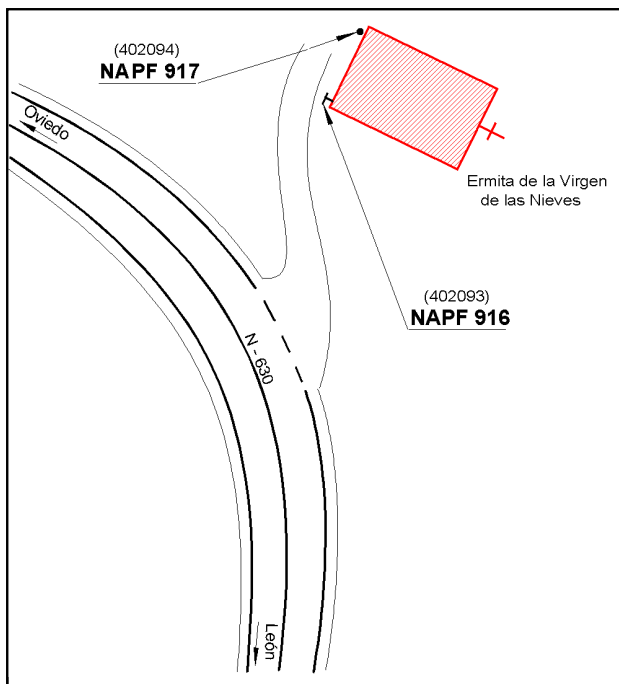 (402094)
NAPF 917
Oviedo
Ermita de la Virgen
de las Nieves
(402093)
NAPF 916
N - 630
León